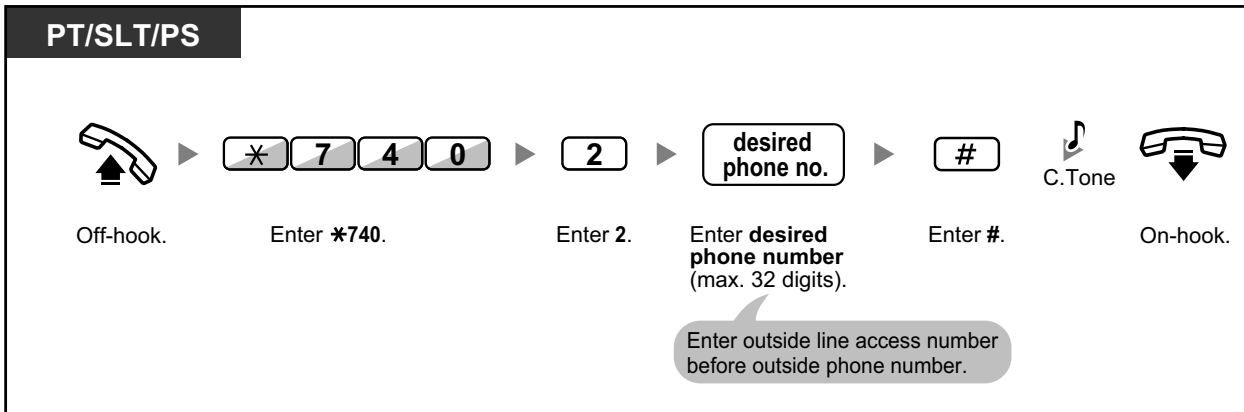 PT/SLT/PS
* 7 4 0
2
desired
phone no.
#
C.Tone
Off-hook.
Enter *740.
Enter 2.
Enter desired
phone number
(max. 32 digits).
Enter #.
On-hook.
Enter outside line access number
before outside phone number.